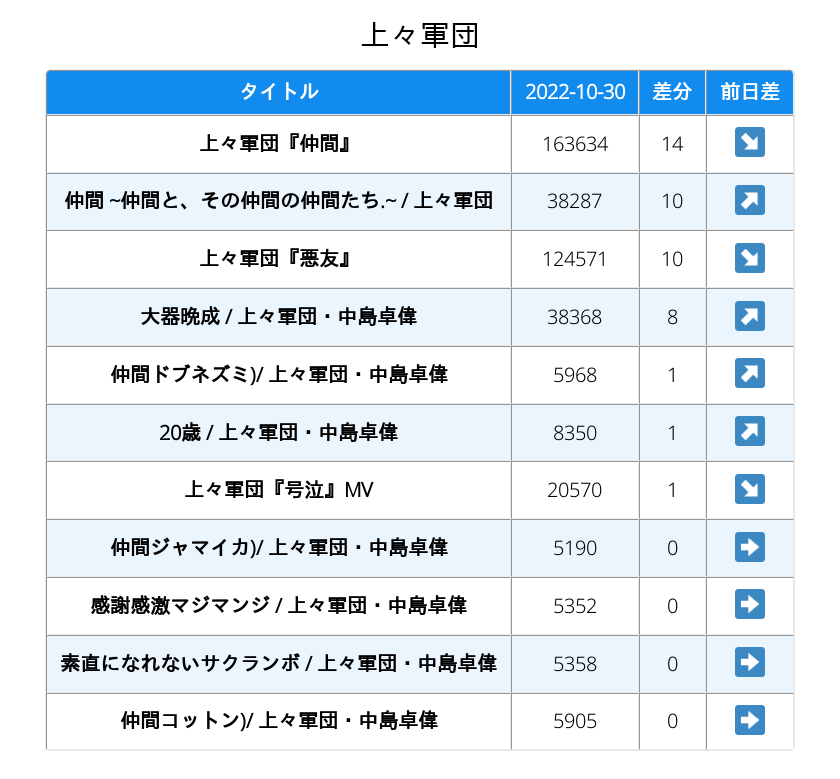 上々軍団
タイトル 2022-10-30 差分 前日差
上々軍団『仲間』 163634 14 ↘
仲間 ~仲間と、その仲間の仲間たち.~ / 上々軍団 38287 10 ↗
上々軍団『悪友』 124571 10 ↘
大器晩成 / 上々軍団・中島卓偉 38368 8 ↗
仲間ドブネズミ)/ 上々軍団・中島卓偉 5968 1 ↗
20歳 / 上々軍団・中島卓偉 8350 1 ↗
上々軍団『号泣』MV 20570 1 ↘
仲間ジャマイカ)/ 上々軍団・中島卓偉 5190 0 ➡
感謝感激マジマンジ / 上々軍団・中島卓偉 5352 0 ➡
素直になれないサクランボ / 上々軍団・中島卓偉 5358 0 ➡
仲間コットン)/ 上々軍団・中島卓偉 5905 0 ➡